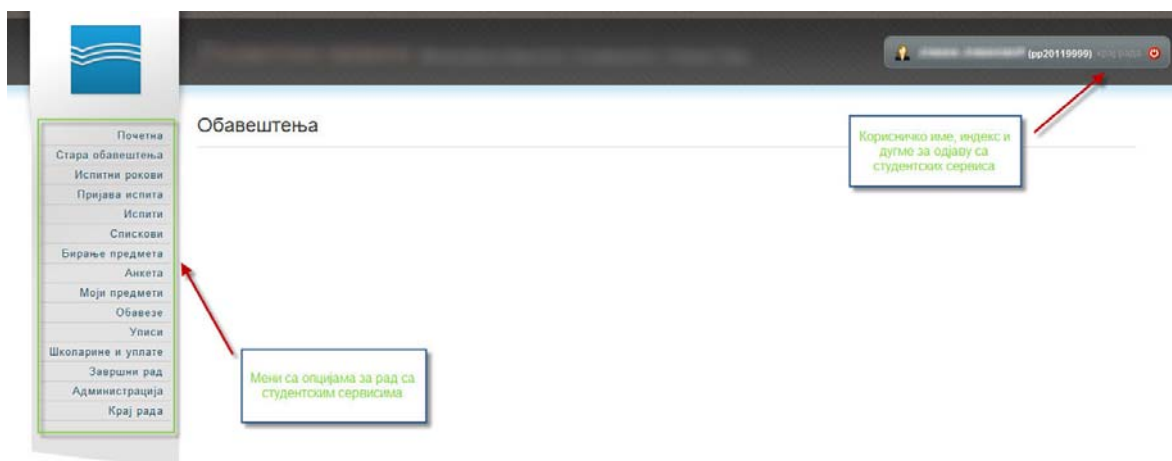 (pp20119999) крај рада
Обавештења
Корисничко име, индекс и
дугме за одјаву са
студентских сервиса
Почетна
Стара обавештења
Испитни рокови
Пријава испита
Испити
Спискови
Бирање предмета
Анкета
Моји предмети
Обавезе
Уписи
Школарине и уплате
Завршни рад
Администрација
Крај рада
Мени са опцијама за рад са
студентским сервисима